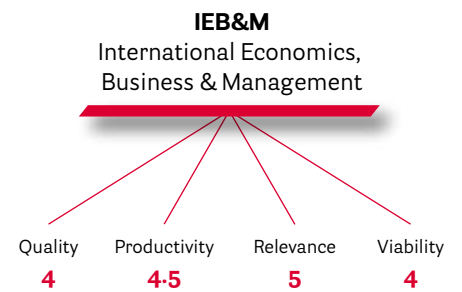 IEB&M
International Economics,
Business & Management
Quality Productivity Relevance Viability
4 4·5 5 4